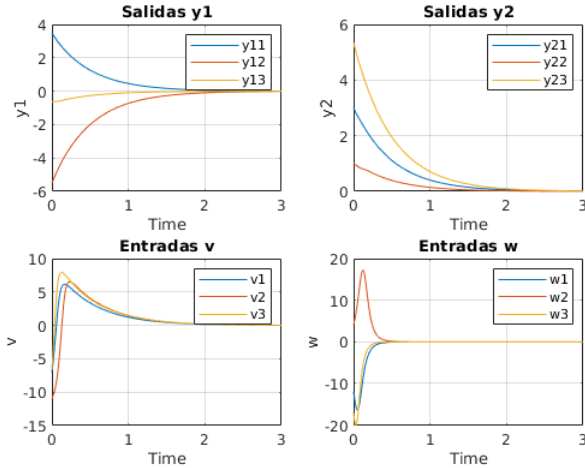 Salidas y1
4
2
0
-2
-4
-6
y1
y11
y12
y13
0
1
2
3
Time
Salidas y2
6
4
2
0
y2
y21
y22
y23
0
1
2
3
Time
Entradas v
10
5
0
-5
-10
-15
v
v1
v2
v3
0
1
2
3
Time
Entradas w
20
10
0
-10
-20
w
w1
w2
w3
0
1
2
3
Time